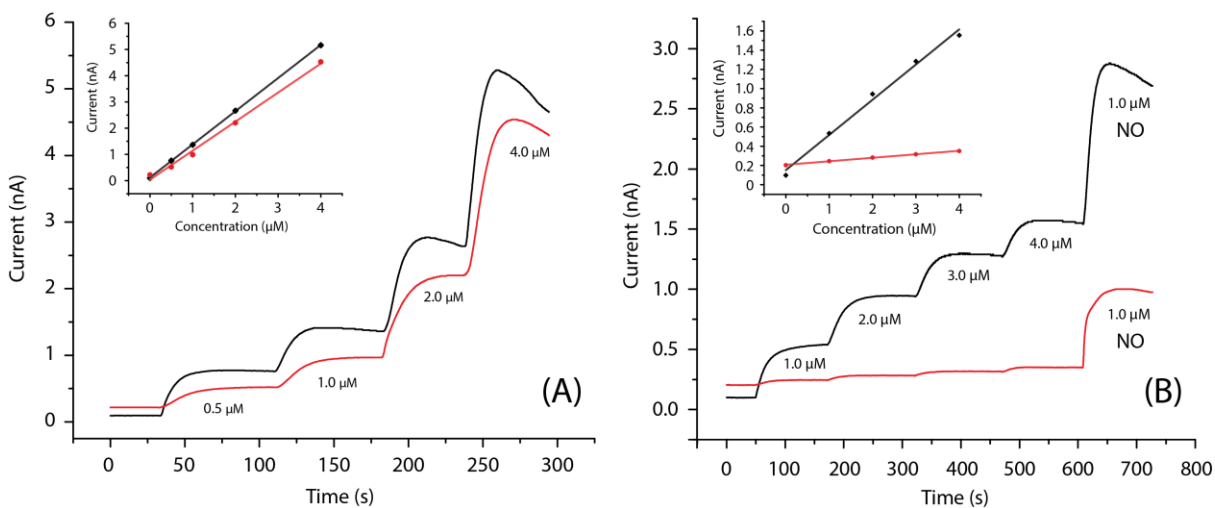 6
5
4
3
2
1
0
Current (nA)
0
50
100
150
200
250
300
Time (s)
6
5
4
3
2
1
0
Current (nA)
0
1
2
3
4
Concentration (μM)
0.5 μM
1.0 μM
2.0 μM
4.0 μM
(A)
3.0
2.5
2.0
1.5
1.0
0.5
0.0
Current (nA)
0
100
200
300
400
500
600
700
800
Time (s)
1.6
1.4
1.2
1.0
0.8
0.6
0.4
0.2
0
Current (nA)
0
1
2
3
4
Concentration (μM)
1.0 μM
2.0 μM
3.0 μM
4.0 μM
1.0 μM
NO
1.0 μM
NO
(B)